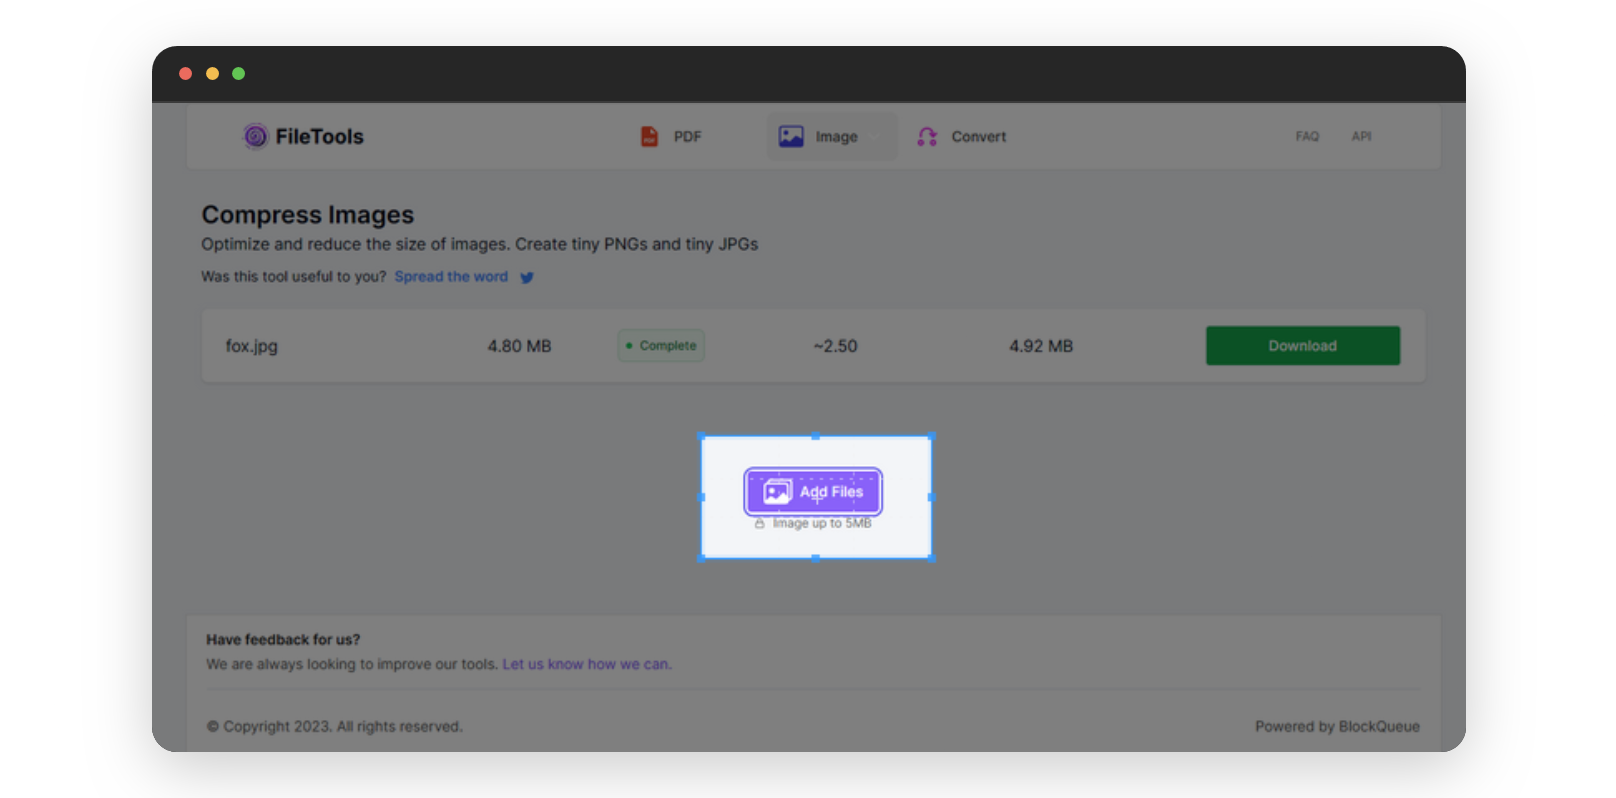 FileTools
PDF
Image
Convert
FAQ
API
Compress Images
Optimize and reduce the size of images. Create tiny PNGs and tiny JPGs
Was this tool useful to you? Spread the word
fox.jpg 4.80 MB Complete ~2.50 4.92 MB Download
Add Files
Image up to 5MB
Have feedback for us?
We are always looking to improve our tools. Let us know how we can.
© Copyright 2023. All rights reserved.
Powered by BlockQueue